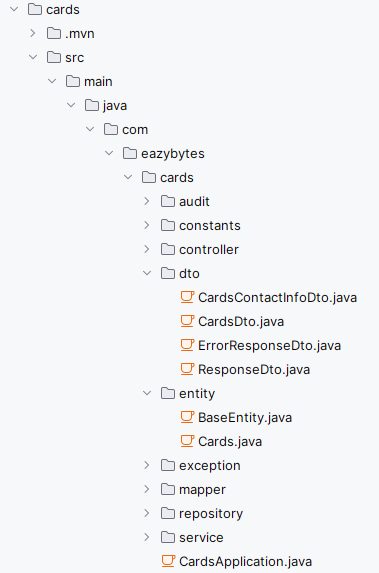 cards
.mvn
src
main
java
com
eazybytes
cards
audit
constants
controller
dto
CardsContactInfoDto.java
CardsDto.java
ErrorResponseDto.java
ResponseDto.java
entity
BaseEntity.java
Cards.java
exception
mapper
repository
service
CardsApplication.java